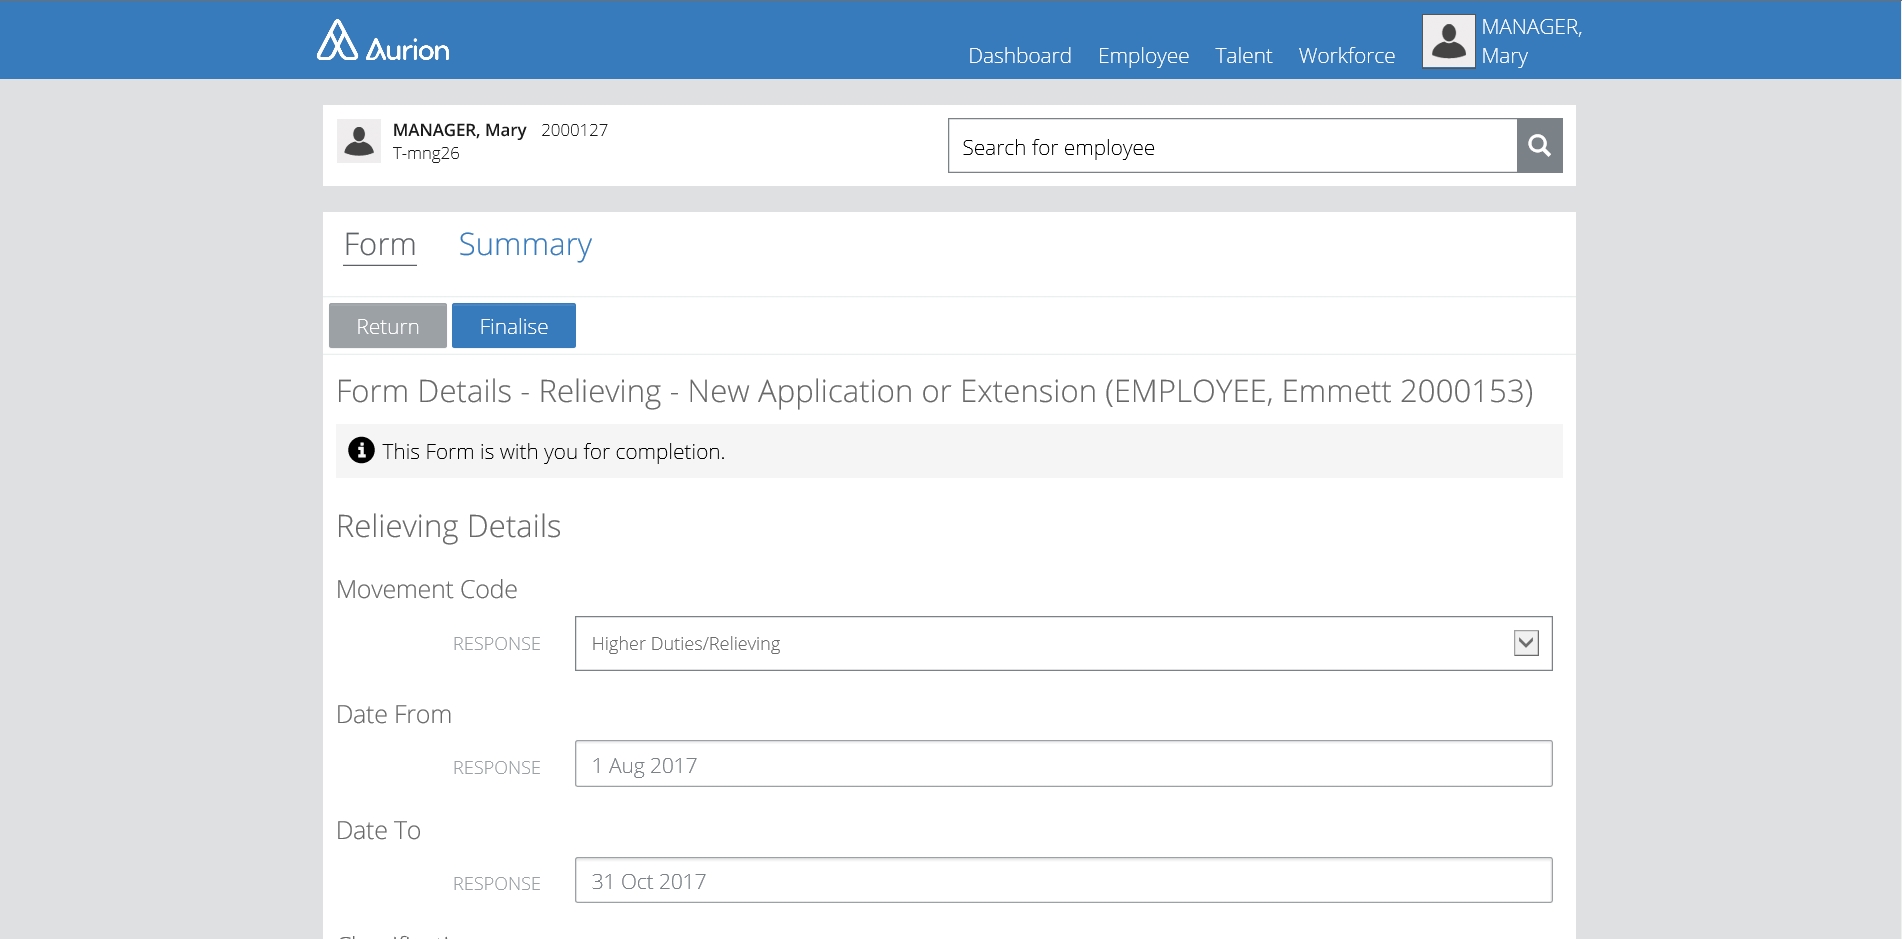 Aurion
Dashboard Employee Talent Workforce MANAGER,
Mary
MANAGER, Mary 2000127
T-mng26
Search for employee
Form Summary
Return Finalise
Form Details - Relieving - New Application or Extension (EMPLOYEE, Emmett 2000153)
This Form is with you for completion.
Relieving Details
Movement Code
RESPONSE Higher Duties/Relieving
Date From
RESPONSE 1 Aug 2017
Date To
RESPONSE 31 Oct 2017